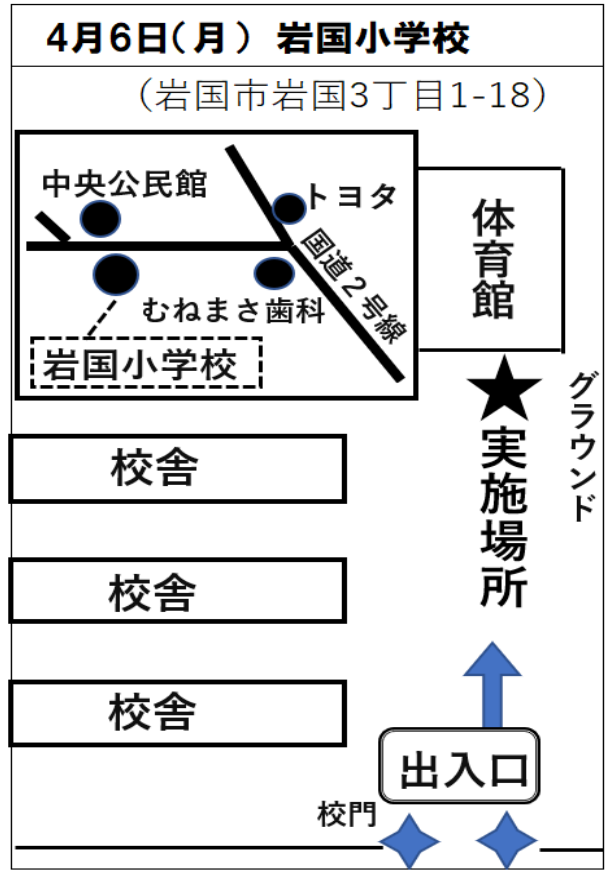 4月6日(月) 岩国小学校
(岩国市岩国3丁目1-18)
中央公民館
トヨタ
国道2号線
むねまさ歯科
岩国小学校
体育館
グラウンド
実施場所
校舎
校舎
校舎
出入口
校門